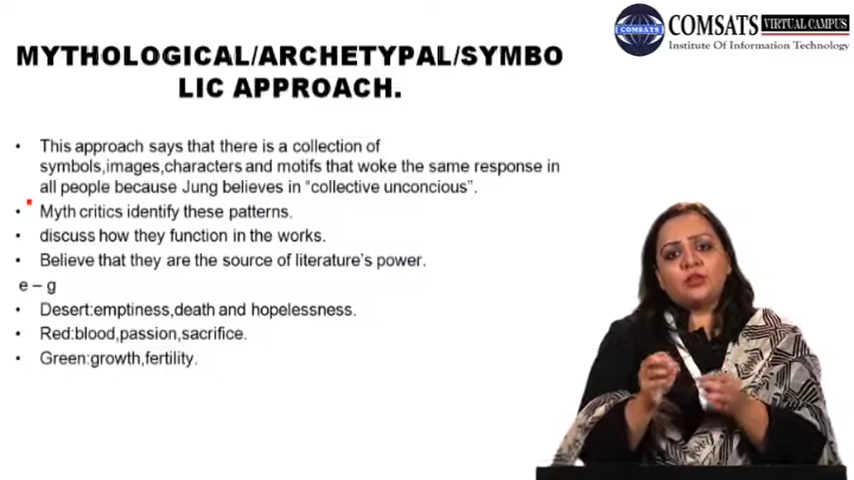 COMSATS VIRTUAL CAMPUS
COMSATS
Institute Of Information Technology
MYTHOLOGICAL/ARCHETYPAL/SYMBO
LIC APPROACH.
• This approach says that there is a collection of
symbols,images,characters and motifs that woke the same response in
all people because Jung believes in "collective unconcious".
• Myth critics identify these patterns.
• discuss how they function in the works.
• Believe that they are the source of literature's power.
e – g
• Desert:emptiness,death and hopelessness.
• Red:blood,passion,sacrifice.
• Green:growth,fertility.